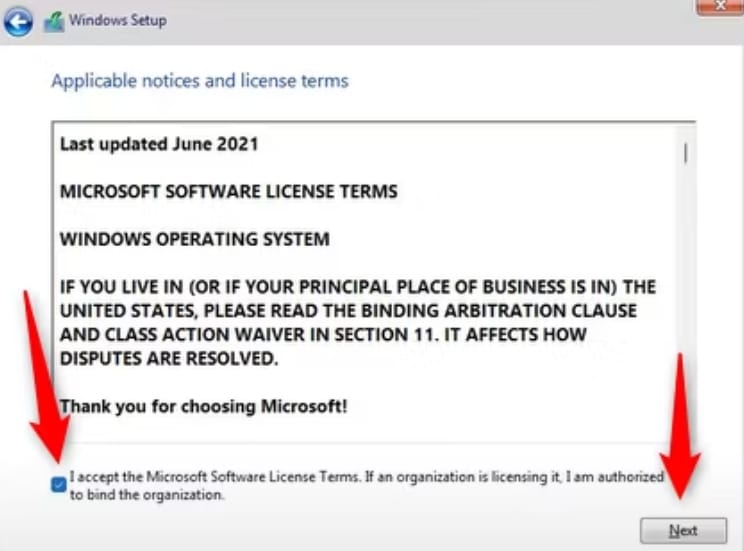 Windows Setup
Applicable notices and license terms
Last updated June 2021
MICROSOFT SOFTWARE LICENSE TERMS
WINDOWS OPERATING SYSTEM
IF YOU LIVE IN (OR IF YOUR PRINCIPAL PLACE OF BUSINESS IS IN) THE
UNITED STATES, PLEASE READ THE BINDING ARBITRATION CLAUSE
AND CLASS ACTION WAIVER IN SECTION 11. IT AFFECTS HOW
DISPUTES ARE RESOLVED.
Thank you for choosing Microsoft!
I accept the Microsoft Software License Terms. If an organization is licensing it, I am authorized
to bind the organization.
Next